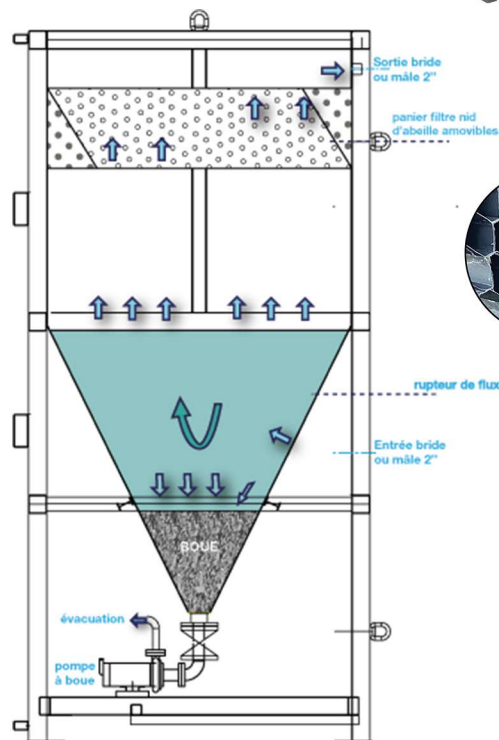 Sortie bride
ou mâle 2"
panier filtre nid
d'abeille amovibles
rupteur de flux
Entrée bride
ou mâle 2"
BOUE
évacuation
pompe
à boue